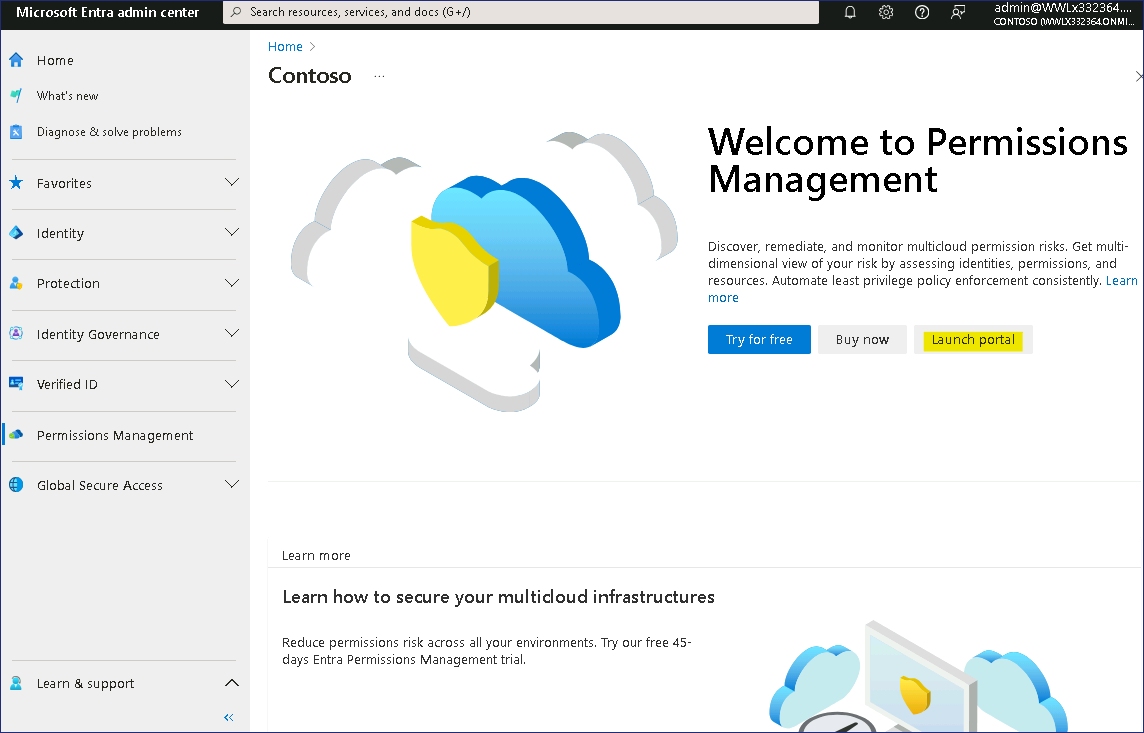 Microsoft Entra admin center
Search resources, services, and docs (G+/)
admin@WWLx332364....
CONTOSO (WWLX332364.ONMI...
Home
What's new
Diagnose & solve problems
Favorites
Identity
Protection
Identity Governance
Verified ID
Permissions Management
Global Secure Access
Learn & support
Home
Contoso
...
Welcome to Permissions
Management
Discover, remediate, and monitor multicloud permission risks. Get multi-
dimensional view of your risk by assessing identities, permissions, and
resources. Automate least privilege policy enforcement consistently. Learn
more
Try for free
Buy now
Launch portal
Learn more
Learn how to secure your multicloud infrastructures
Reduce permissions risk across all your environments. Try our free 45-
days Entra Permissions Management trial.